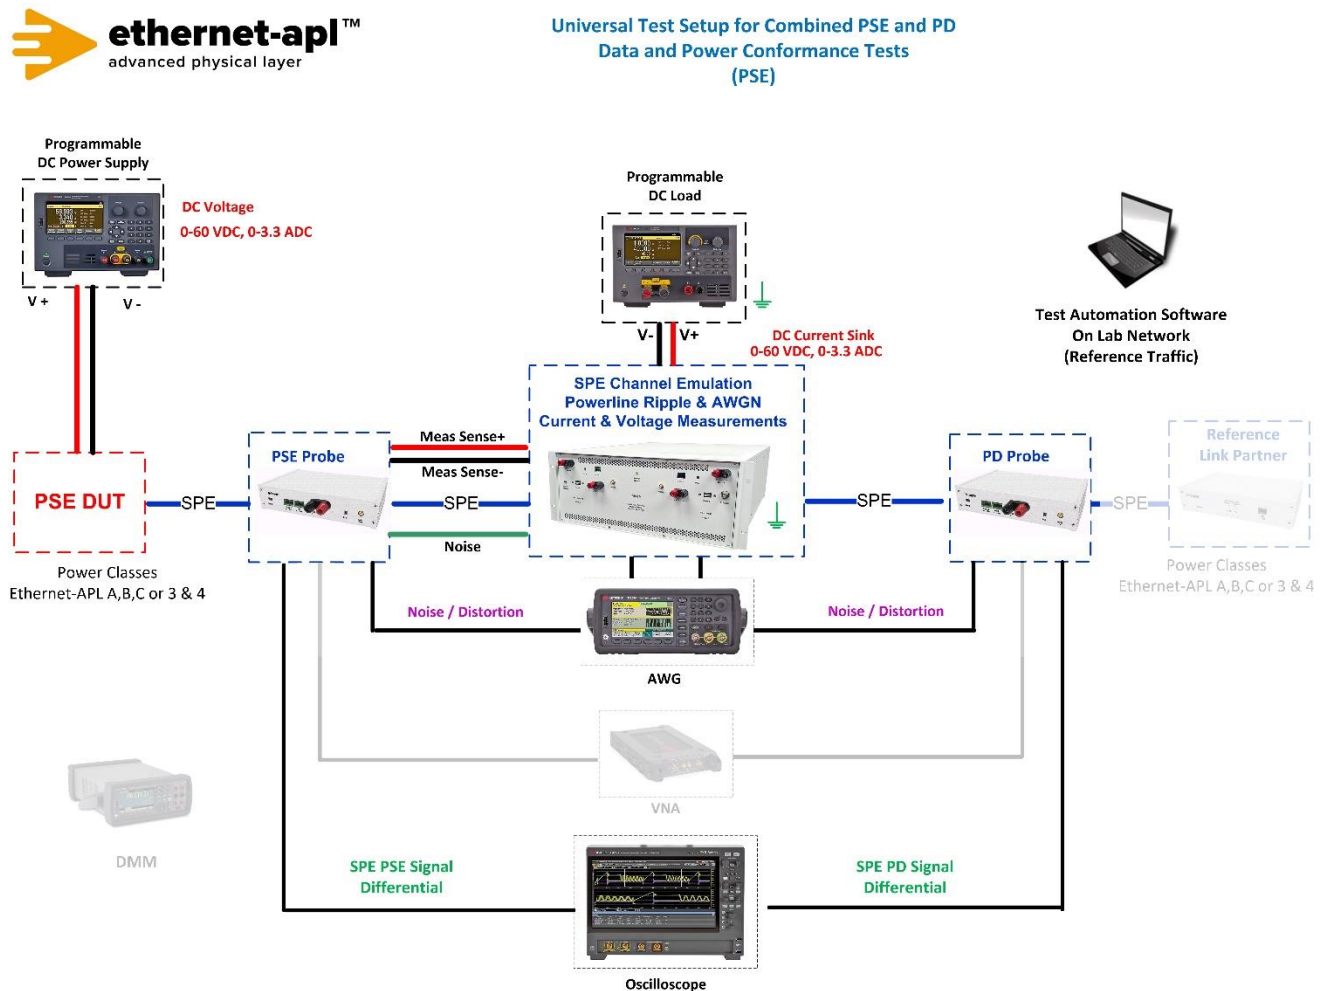 ethernet-apl™
advanced physical layer
Universal Test Setup for Combined PSE and PD
Data and Power Conformance Tests
(PSE)
Programmable
DC Power Supply
DC Voltage
0-60 VDC, 0-3.3 ADC
V +
V -
Programmable
DC Load
V-
V+
DC Current Sink
0-60 VDC, 0-3.3 ADC
Test Automation Software
On Lab Network
(Reference Traffic)
SPE Channel Emulation
Powerline Ripple & AWGN
Current & Voltage Measurements
PSE DUT
SPE
PSE Probe
Meas Sense+
Meas Sense-
SPE
Noise
SPE
PD Probe
SPE
Reference
Link Partner
Power Classes
Ethernet-APL A,B,C or 3 & 4
Power Classes
Ethernet-APL A,B,C or 3 & 4
Noise / Distortion
Noise / Distortion
AWG
VNA
DMM
SPE PSE Signal
Differential
SPE PD Signal
Differential
Oscilloscope